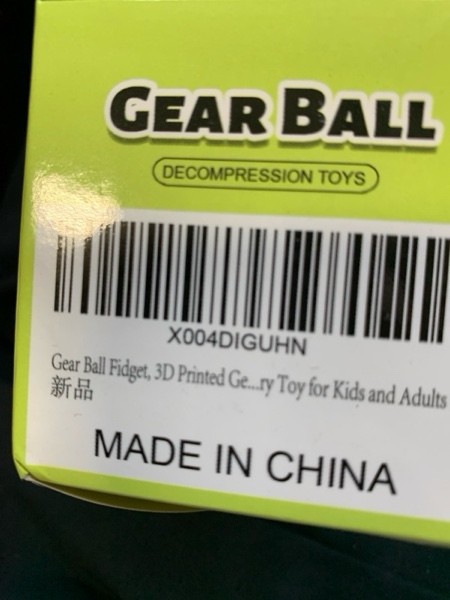 GEAR BALL
DECOMPRESSION TOYS
X004DIGUHN
Gear Ball Fidget, 3D Printed Ge...ry Toy for Kids and Adults
新品
MADE IN CHINA